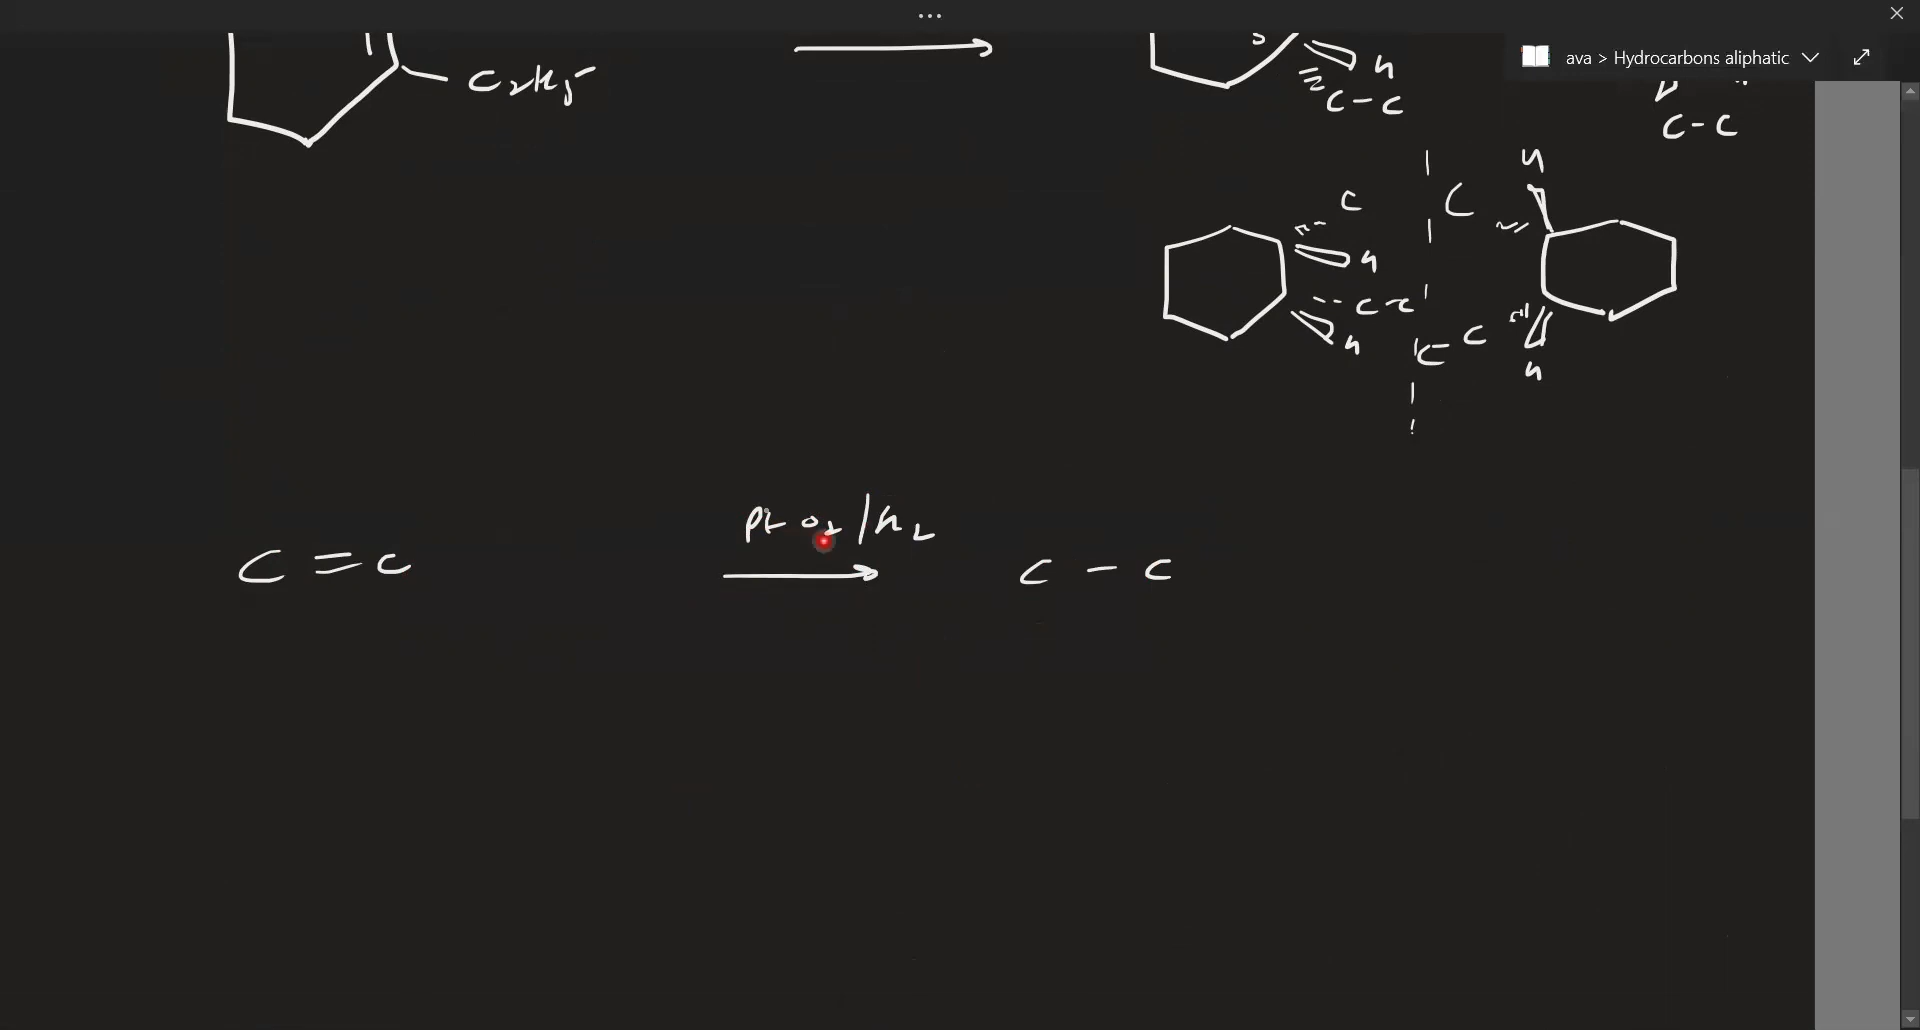 ava > Hydrocarbons aliphatic
C2H5
H
C-C
C-C
H
C
C
H
C-C
C-C
H
H
PtO2/H2
C=C
C-C